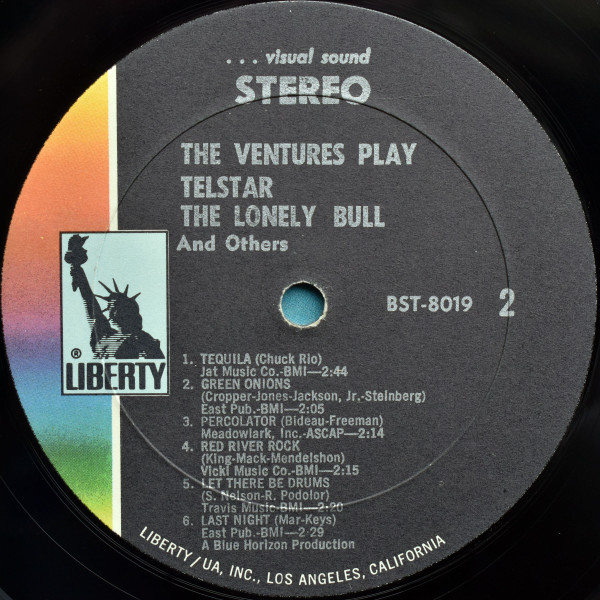 . . . visual sound
STEREO
THE VENTURES PLAY
TELSTAR
THE LONELY BULL
And Others
BST-8019 2
®
LIBERTY
1. TEQUILA (Chuck Rio)
Jat Music Co.-BMI—2:44
2. GREEN ONIONS
(Cropper-Jones-Jackson, Jr.,-Steinberg)
East Pub.-BMI—2:05
3. PERCOLATOR (Bideau-Freeman)
Meadowlark, Inc.-ASCAP—2:14
4. RED RIVER ROCK
(King-Mack-Mendelshon)
Vicki Music Co.-BMI—2:15
5. LET THERE BE DRUMS
(S. Nelson-R. Podolor)
Travis Music-BMI—2:20
6. LAST NIGHT (Mar-Keys)
East Pub.-BMI—2:29
A Blue Horizon Production
LIBERTY/UA, INC., LOS ANGELES, CALIFORNIA